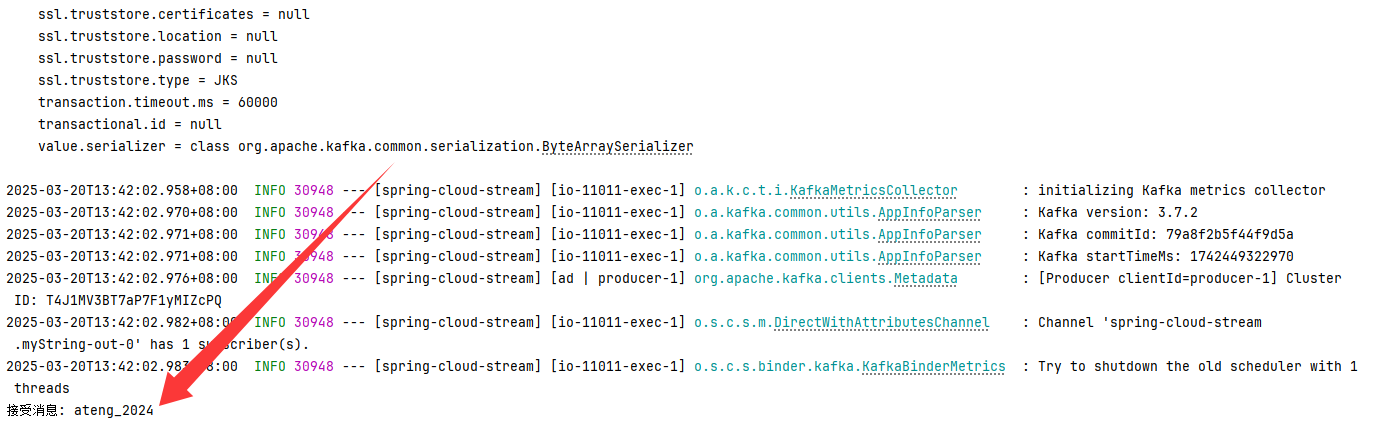 ssl.truststore.certificates = null
ssl.truststore.location = null
ssl.truststore.password = null
ssl.truststore.type = JKS
transaction.timeout.ms = 60000
transactional.id = null
value.serializer = class org.apache.kafka.common.serialization.ByteArraySerializer
2025-03-20T13:42:02.958+08:00  INFO 30948 --- [spring-cloud-stream] [io-11011-exec-1] o.a.k.c.t.i.KafkaMetricsCollector        : initializing Kafka metrics collector
2025-03-20T13:42:02.970+08:00  INFO 30948 --- [spring-cloud-stream] [io-11011-exec-1] o.a.kafka.common.utils.AppInfoParser     : Kafka version: 3.7.2
2025-03-20T13:42:02.971+08:00  INFO 30948 --- [spring-cloud-stream] [io-11011-exec-1] o.a.kafka.common.utils.AppInfoParser     : Kafka commitId: 79a8f2b5f44f9d5a
2025-03-20T13:42:02.971+08:00  INFO 30948 --- [spring-cloud-stream] [io-11011-exec-1] o.a.kafka.common.utils.AppInfoParser     : Kafka startTimeMs: 1742449322970
2025-03-20T13:42:02.976+08:00  INFO 30948 --- [spring-cloud-stream] [ad | producer-1] org.apache.kafka.clients.Metadata        : [Producer clientId=producer-1] Cluster
ID: T4J1MV3BT7aP7F1yMIZcPQ
2025-03-20T13:42:02.982+08:00  INFO 30948 --- [spring-cloud-stream] [io-11011-exec-1] o.s.c.s.m.DirectWithAttributesChannel    : Channel 'spring-cloud-stream
.myString-out-0' has 1 subscriber(s).
2025-03-20T13:42:02.983+08:00  INFO 30948 --- [spring-cloud-stream] [io-11011-exec-1] o.s.c.s.binder.kafka.KafkaBinderMetrics  : Try to shutdown the old scheduler with 1
threads
接受消息: ateng_2024